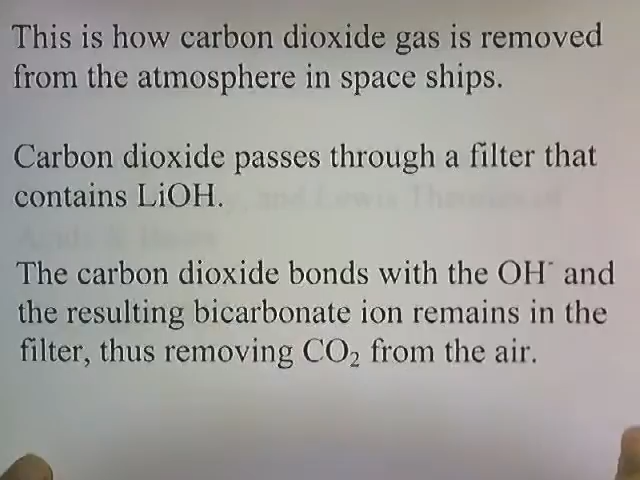 This is how carbon dioxide gas is removed
from the atmosphere in space ships.
Carbon dioxide passes through a filter that
contains LiOH.
The carbon dioxide bonds with the OH⁻ and
the resulting bicarbonate ion remains in the
filter, thus removing CO₂ from the air.